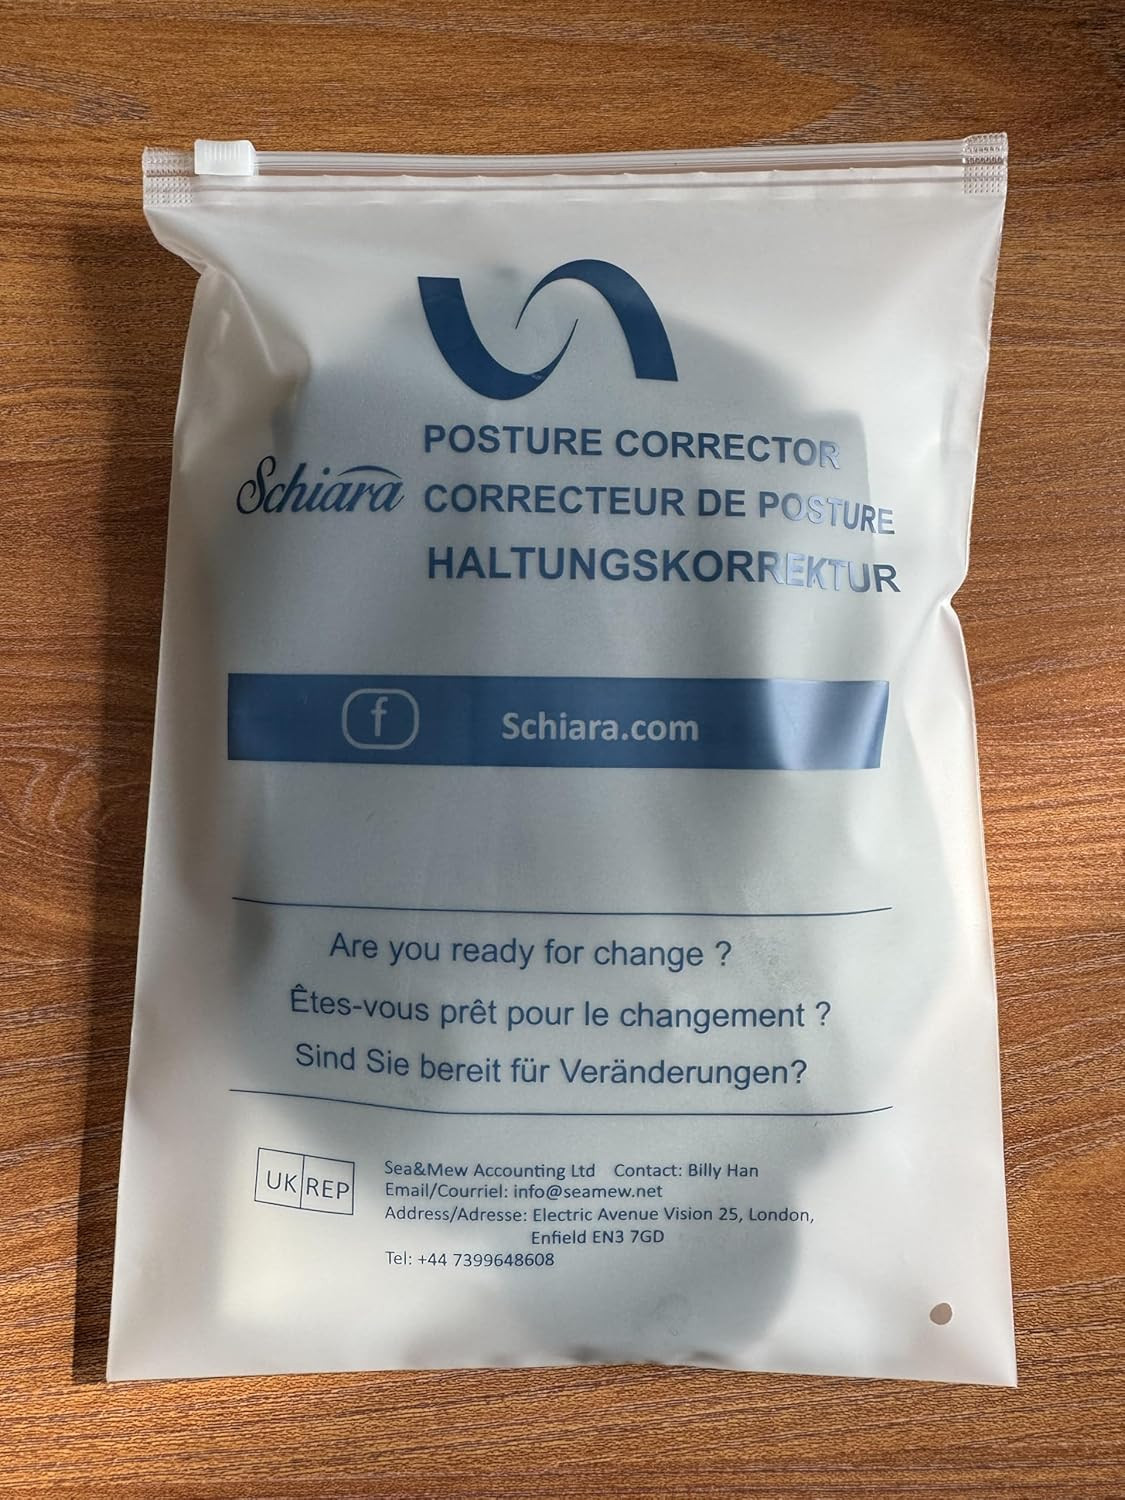 POSTURE CORRECTOR
Schiara
CORRECTEUR DE POSTURE
HALTUNGSKORREKTUR
f
Schiara.com
Are you ready for change ?
Êtes-vous prêt pour le changement ?
Sind Sie bereit für Veränderungen?
UK REP
Sea&Mew Accounting Ltd Contact: Billy Han
Email/Courriel: info@seamew.net
Address/Adresse: Electric Avenue Vision 25, London,
Enfield EN3 7GD
Tel: +44 7399648608